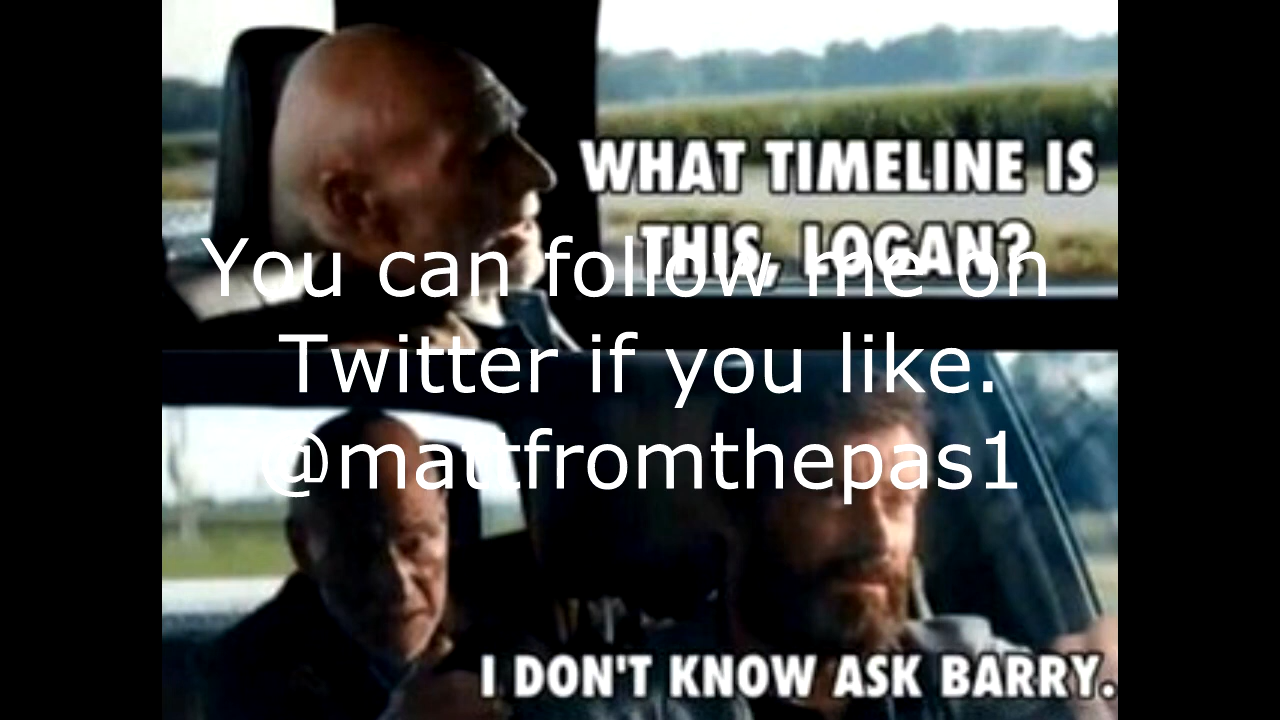 WHAT TIMELINE IS
THIS, LOGAN?
You can follow me on
Twitter if you like.
@mattfromthepas1
I DON'T KNOW ASK BARRY.